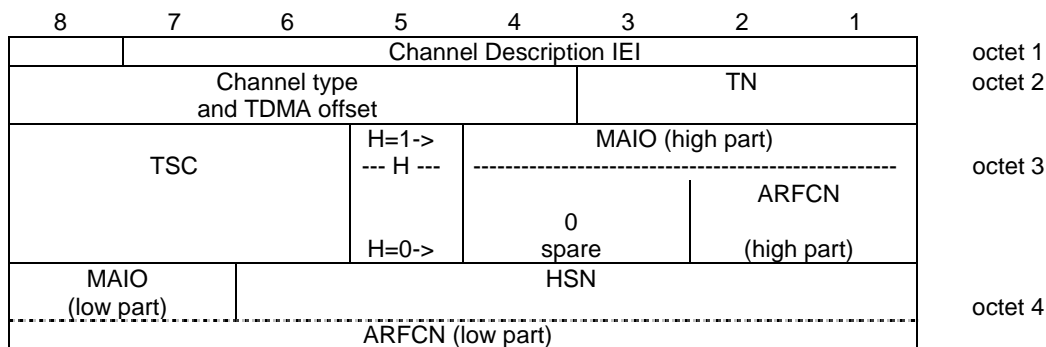 8 7 6 5 4 3 2 1
Channel Description IEI octet 1
Channel type TN octet 2
and TDMA offset
H=1-> MAIO (high part)
TSC --- H --- ---------------------------------------------------- octet 3
ARFCN
0
H=0-> spare (high part)
MAIO HSN
(low part) octet 4
ARFCN (low part)